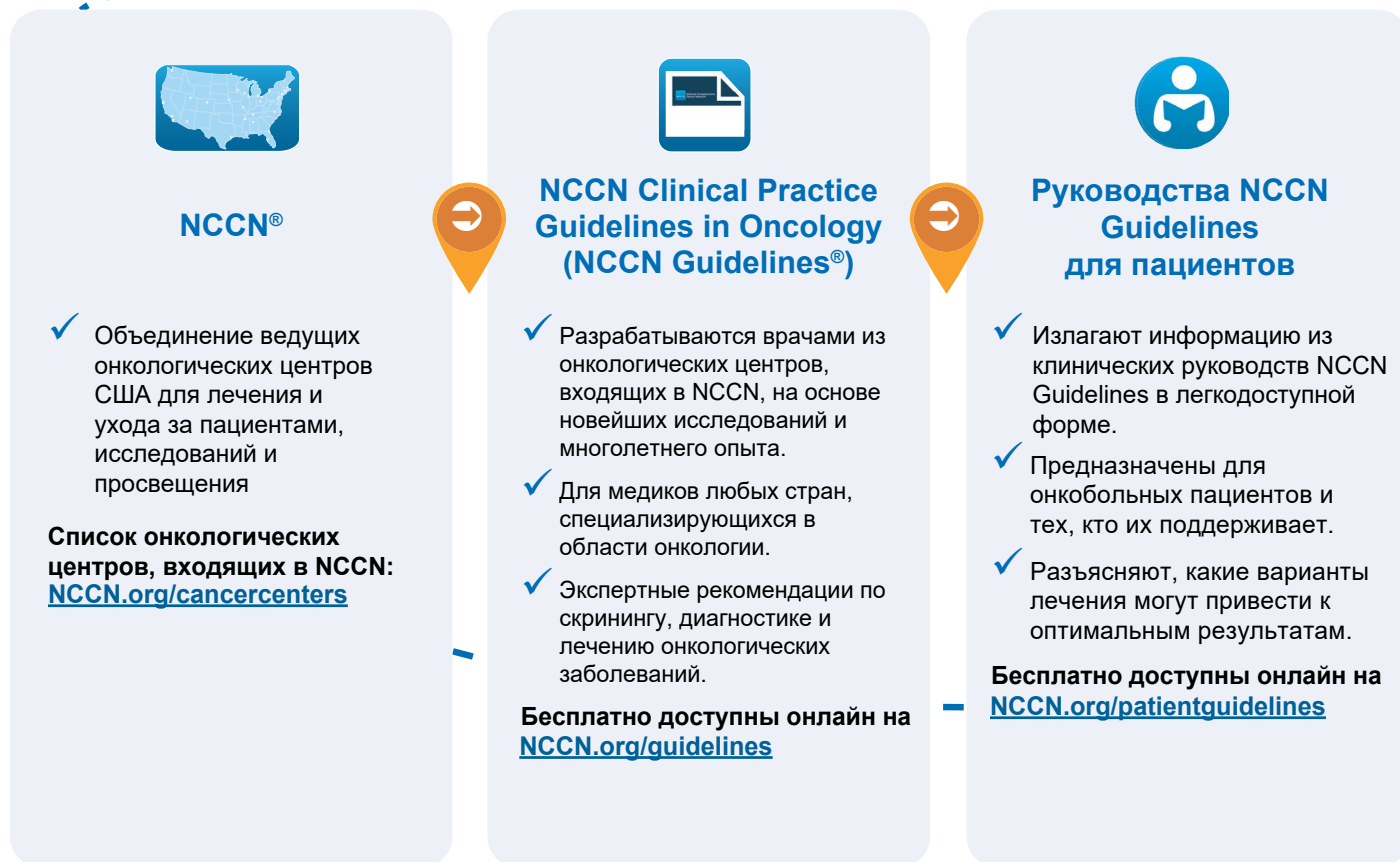 NCCN®
Объединение ведущих
онкологических центров
США для лечения и
ухода за пациентами,
исследований и
просвещения
Список онкологических
центров, входящих в NCCN:
NCCN.org/cancercenters
NCCN Clinical Practice
Guidelines in Oncology
(NCCN Guidelines®)
Разрабатываются врачами из
онкологических центров,
входящих в NCCN, на основе
новейших исследований и
многолетнего опыта.
Для медиков любых стран,
специализирующихся в
области онкологии.
Экспертные рекомендации по
скринингу, диагностике и
лечению онкологических
заболеваний.
Бесплатно доступны онлайн на
NCCN.org/guidelines
Руководства NCCN
Guidelines
для пациентов
Излагают информацию из
клинических руководств NCCN
Guidelines в легкодоступной
форме.
Предназначены для
онкобольных пациентов и
тех, кто их поддерживает.
Разъясняют, какие варианты
лечения могут привести к
оптимальным результатам.
Бесплатно доступны онлайн на
NCCN.org/patientguidelines